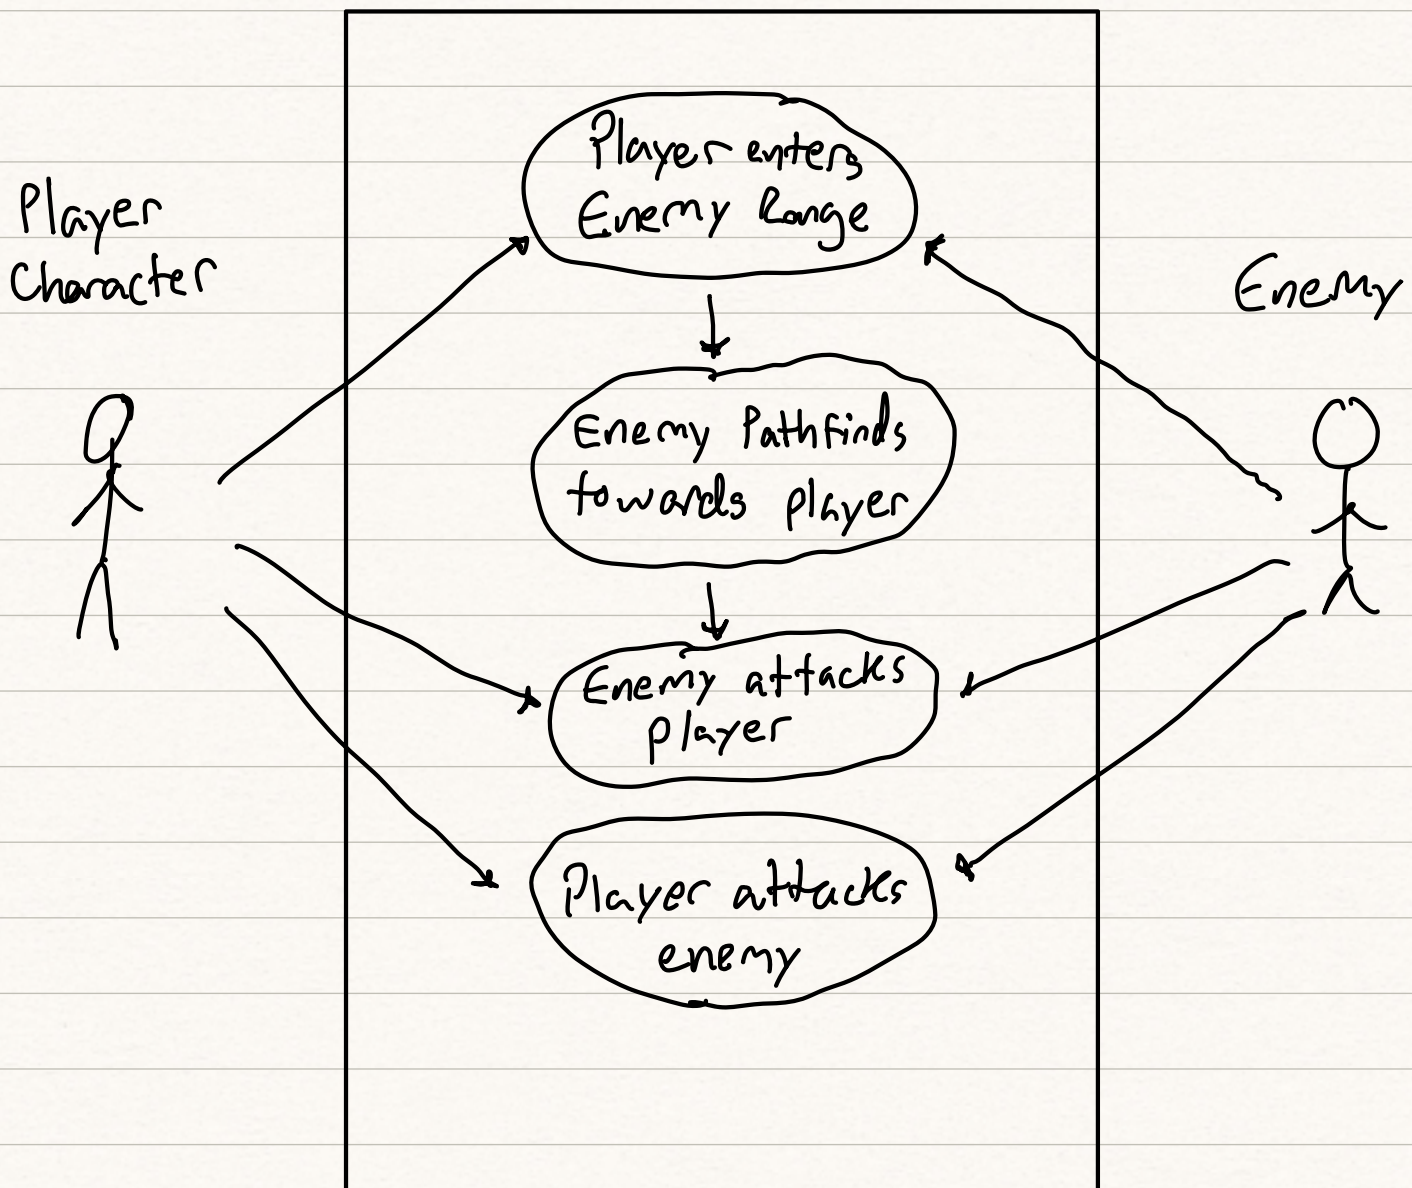 Player
Character
Player enters
Enemy Range
Enemy
Enemy Pathfinds
towards player
Enemy attacks
player
Player attacks
enemy